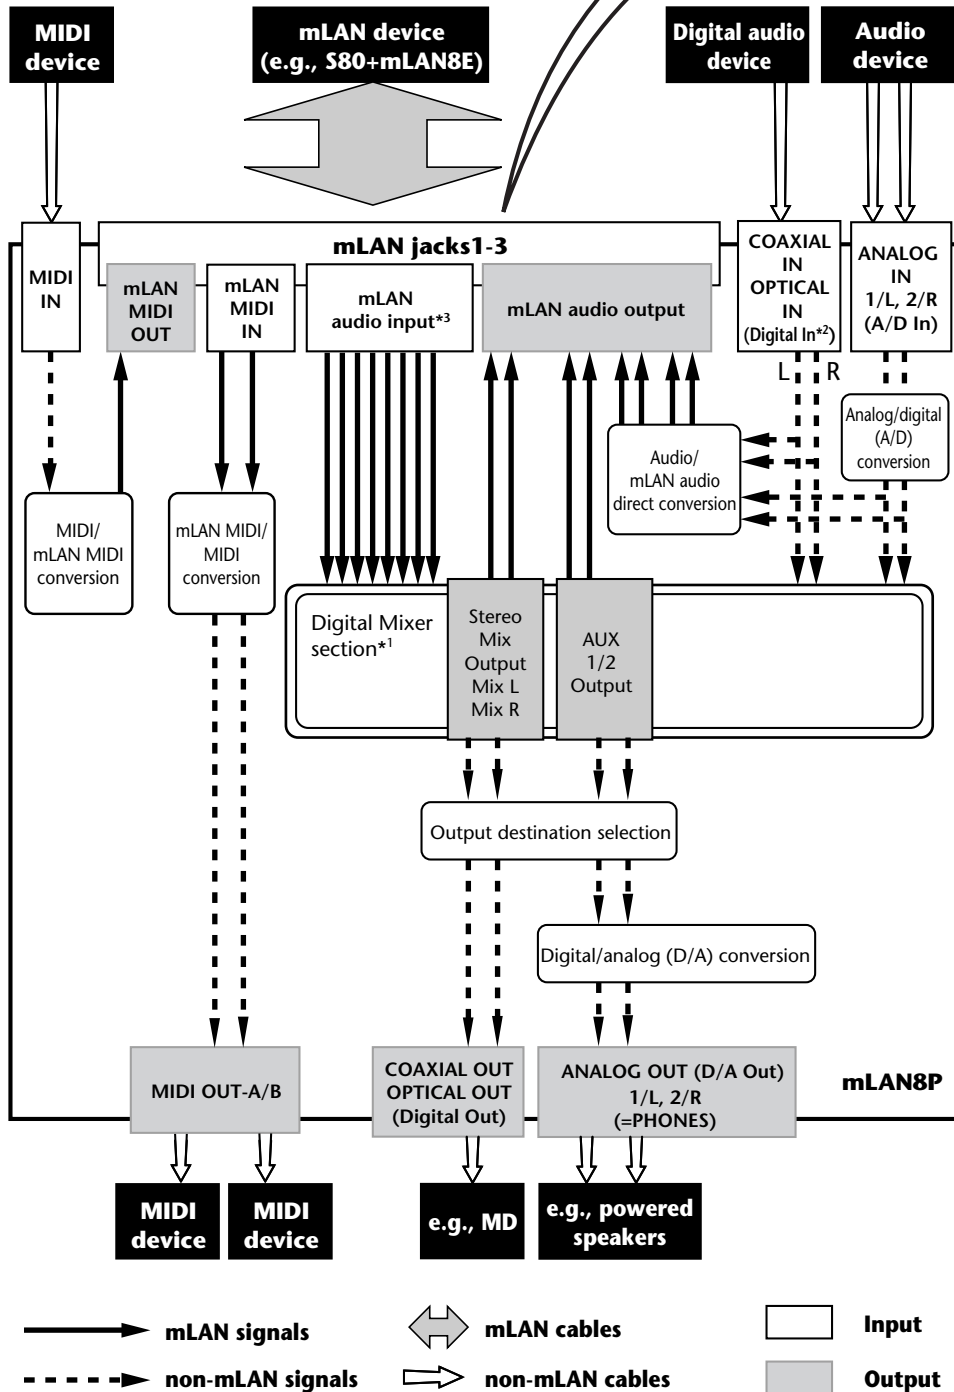 MIDI
device
mLAN device
(e.g., S80+mLAN8E)
Digital audio
device
Audio
device
mLAN jacks1-3
MIDI
IN
mLAN
MIDI
OUT
mLAN
MIDI
IN
mLAN
audio input*3
mLAN audio output
COAXIAL
IN
OPTICAL
IN
(Digital In*2)
ANALOG
IN
1/L, 2/R
(A/D In)
L R
Analog/digital
(A/D)
conversion
Audio/
mLAN audio
direct conversion
MIDI/
mLAN MIDI
conversion
mLAN MIDI/
MIDI
conversion
Digital Mixer
section*1
Stereo
Mix
Output
Mix L
Mix R
AUX
1/2
Output
Output destination selection
Digital/analog (D/A) conversion
MIDI OUT-A/B
COAXIAL OUT
OPTICAL OUT
(Digital Out)
ANALOG OUT (D/A Out)
1/L, 2/R
(=PHONES)
mLAN8P
MIDI
device
MIDI
device
e.g., MD
e.g., powered
speakers
mLAN signals
mLAN cables
Input
non-mLAN signals
non-mLAN cables
Output